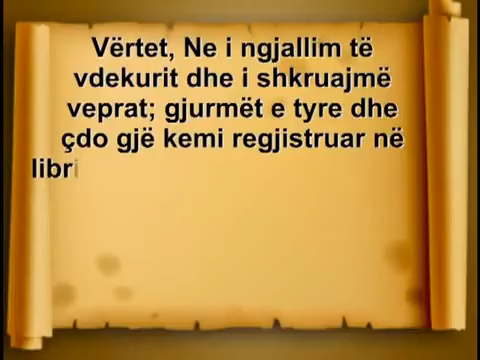 Vërtet, Ne i ngjallim të
vdekurit dhe i shkruajmë
veprat; gjurmët e tyre dhe
çdo gjë kemi regjistruar në
libri